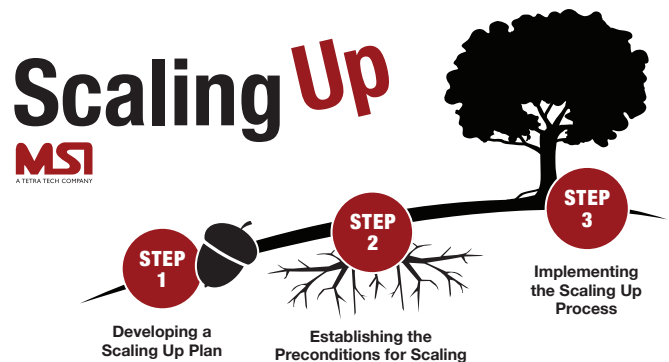 Scaling Up
MSI
A TETRA TECH COMPANY
STEP
1
Developing a
Scaling Up Plan
STEP
2
Establishing the
Preconditions for Scaling
STEP
3
Implementing
the Scaling Up
Process